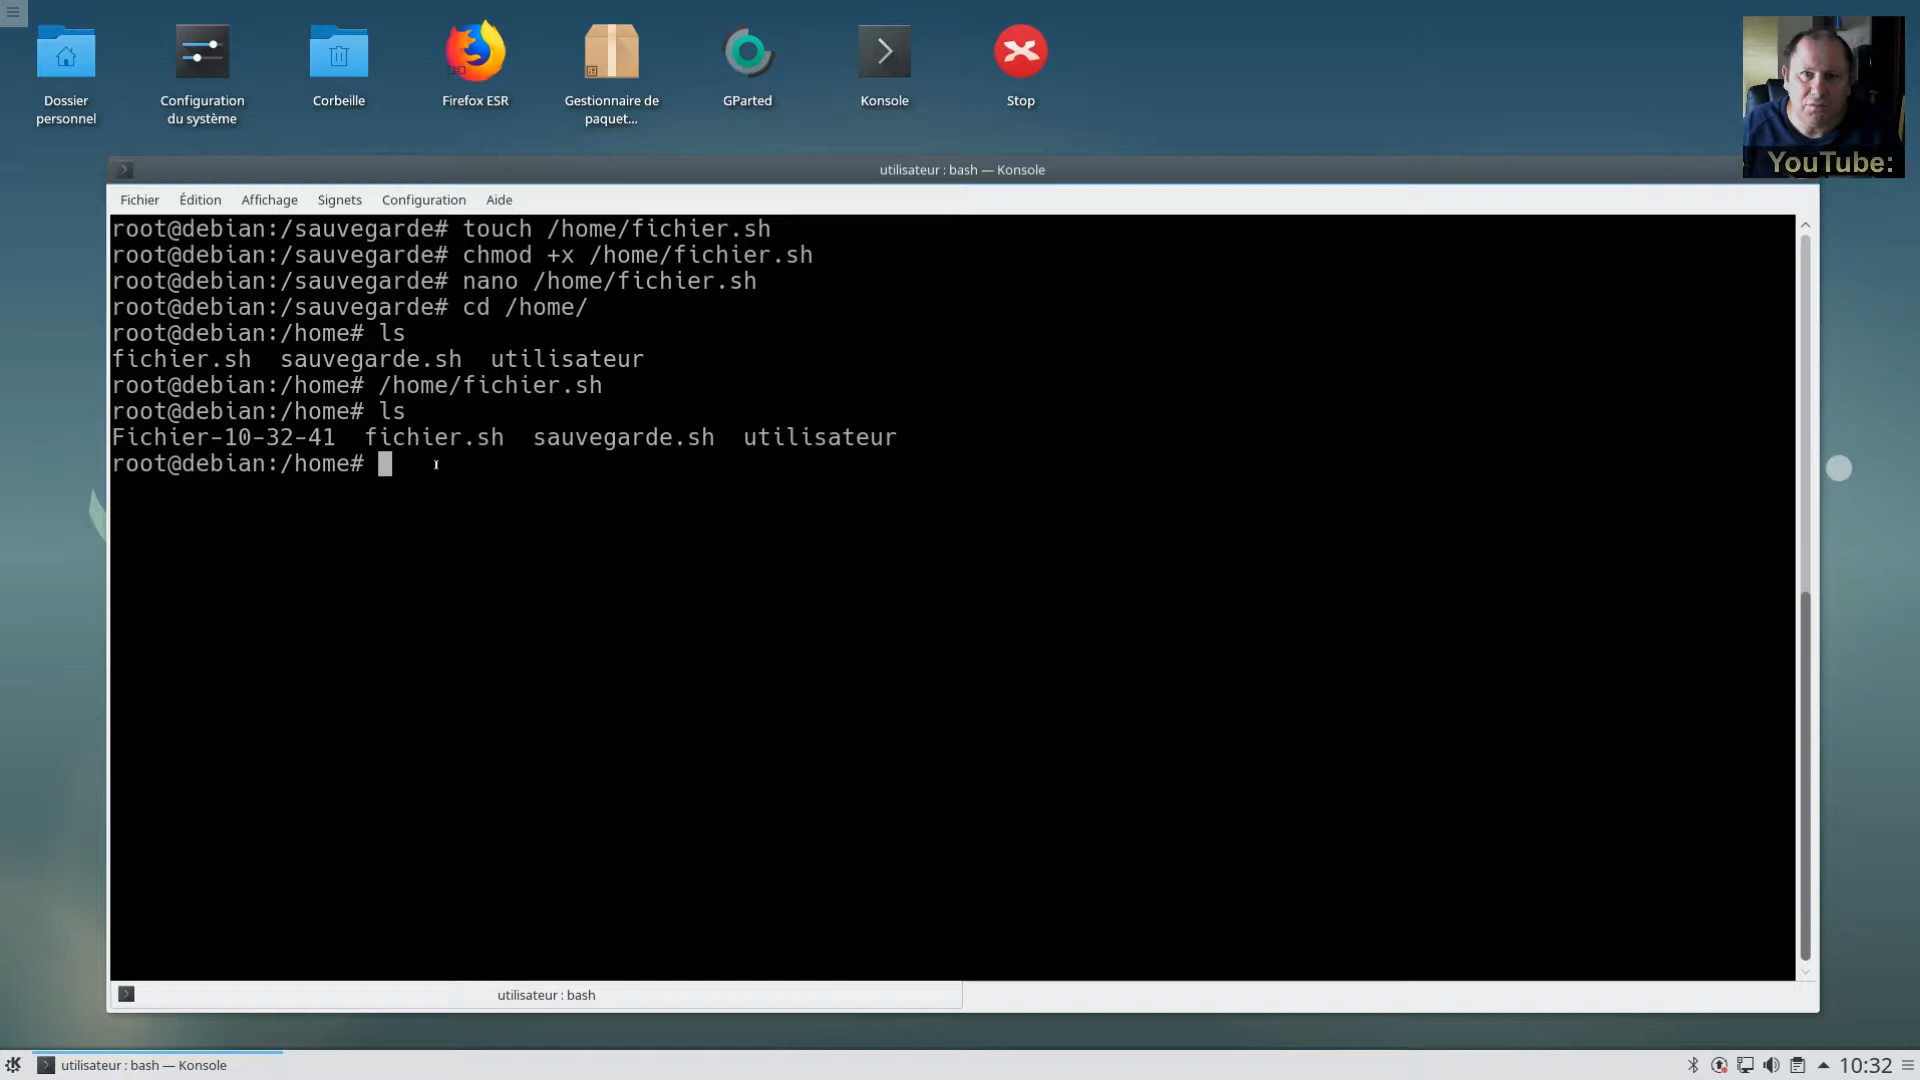 Dossier
personnel
Configuration
du système
Corbeille
Firefox ESR
Gestionnaire de
paquet...
GParted
Konsole
Stop
YouTube:
utilisateur : bash — Konsole
Fichier Édition Affichage Signets Configuration Aide
root@debian:/sauvegarde# touch /home/fichier.sh
root@debian:/sauvegarde# chmod +x /home/fichier.sh
root@debian:/sauvegarde# nano /home/fichier.sh
root@debian:/sauvegarde# cd /home/
root@debian:/home# ls
fichier.sh  sauvegarde.sh  utilisateur
root@debian:/home# /home/fichier.sh
root@debian:/home# ls
Fichier-10-32-41  fichier.sh  sauvegarde.sh  utilisateur
root@debian:/home#
utilisateur : bash
utilisateur : bash — Konsole
10:32